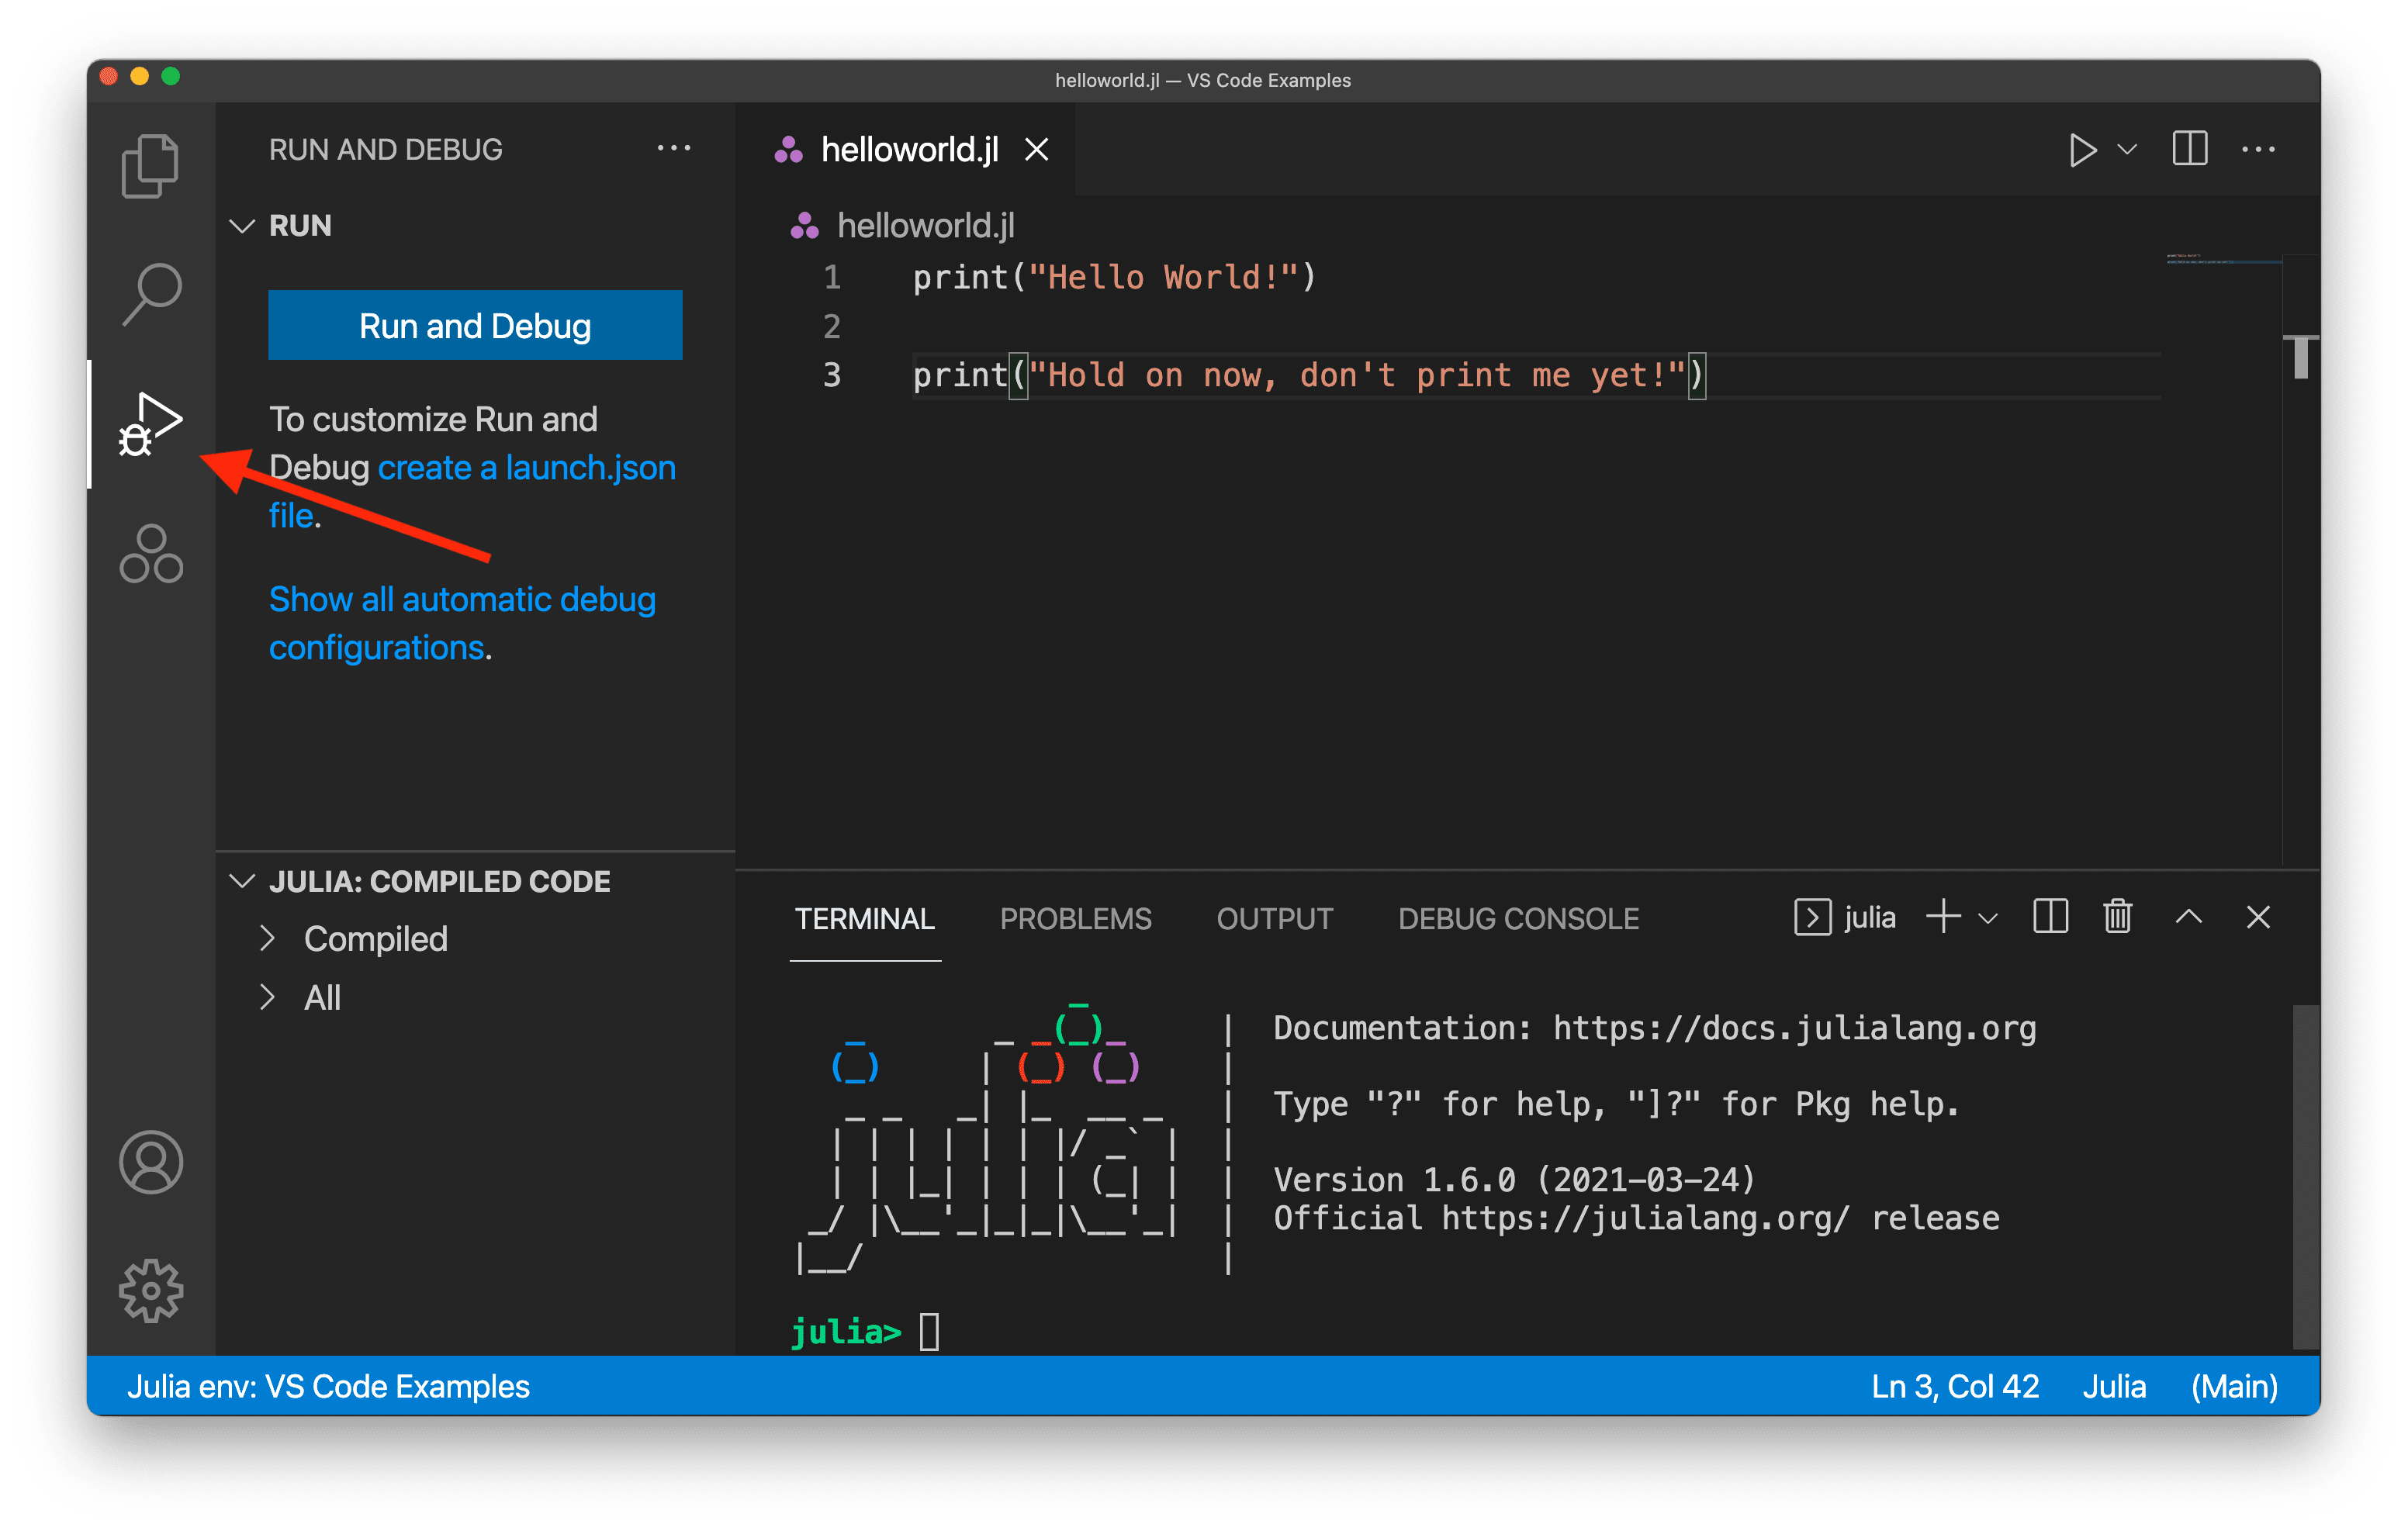 helloworld.jl — VS Code Examples
RUN AND DEBUG
RUN
Run and Debug
To customize Run and
Debug create a launch.json
file.
Show all automatic debug
configurations.
JULIA: COMPILED CODE
Compiled
All
helloworld.jl
helloworld.jl
1 print("Hello World!")
2
3 print("Hold on now, don't print me yet!")
TERMINAL PROBLEMS OUTPUT DEBUG CONSOLE
julia
Documentation: https://docs.julialang.org
Type "?" for help, "]?" for Pkg help.
Version 1.6.0 (2021-03-24)
Official https://julialang.org/ release
julia>
Julia env: VS Code Examples
Ln 3, Col 42 Julia (Main)